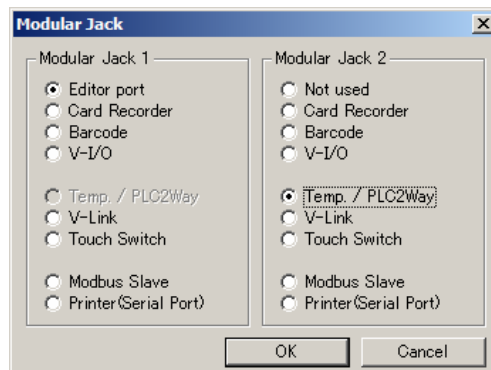 Modular Jack
Modular Jack 1
Editor port
Card Recorder
Barcode
V-I/O
Temp. / PLC2Way
V-Link
Touch Switch
Modbus Slave
Printer(Serial Port)
Modular Jack 2
Not used
Card Recorder
Barcode
V-I/O
Temp. / PLC2Way
V-Link
Touch Switch
Modbus Slave
Printer(Serial Port)
OK
Cancel